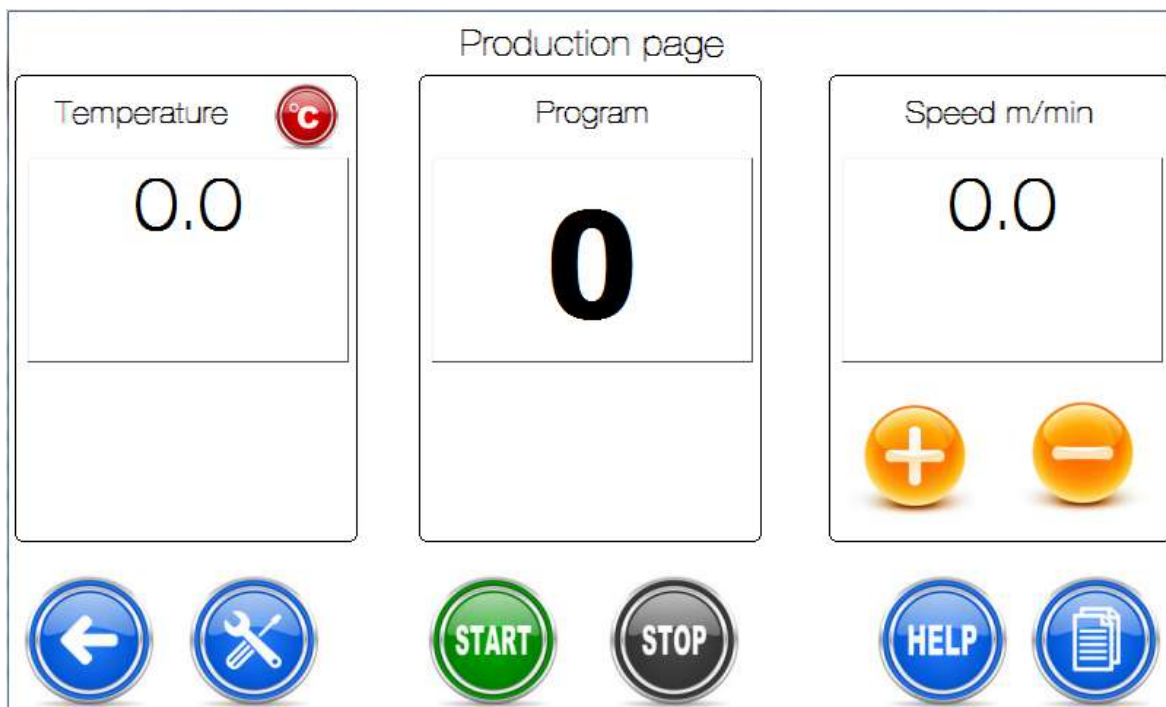 Production page
Temperature °C
0.0
Program
0
Speed m/min
0.0
START
STOP
HELP